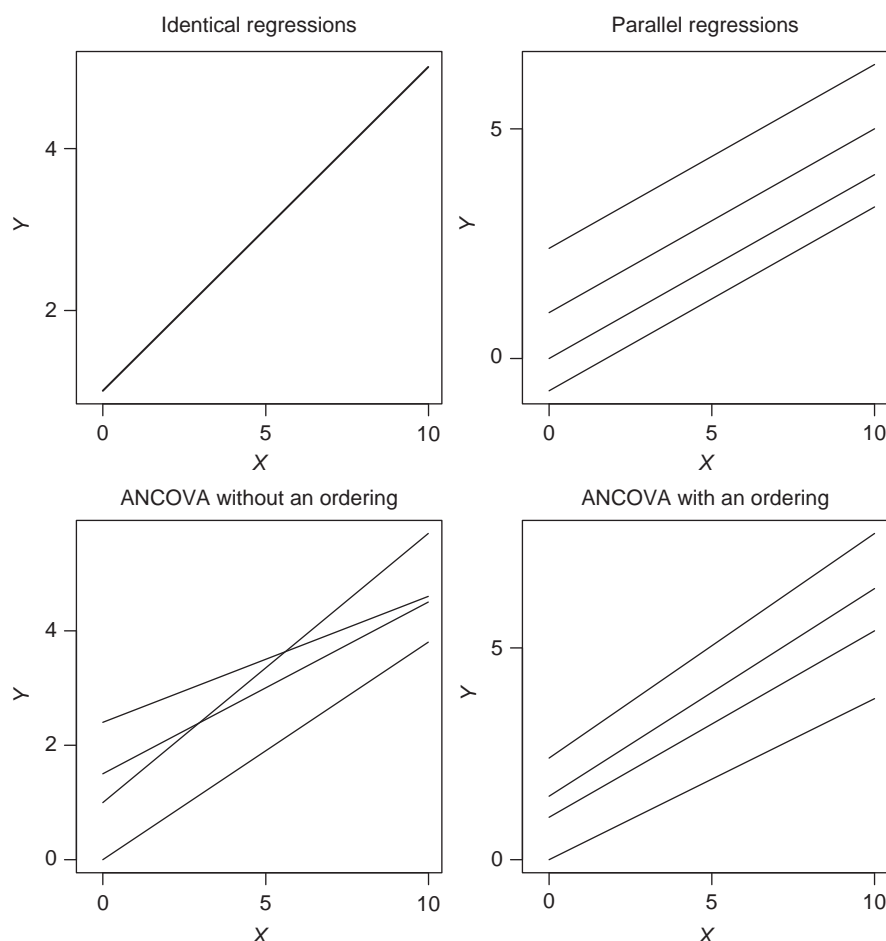 Identical regressions
4
2
Y
0
5
10
X
Parallel regressions
5
0
Y
0
5
10
X
ANCOVA without an ordering
4
2
0
Y
0
5
10
X
ANCOVA with an ordering
5
0
Y
0
5
10
X